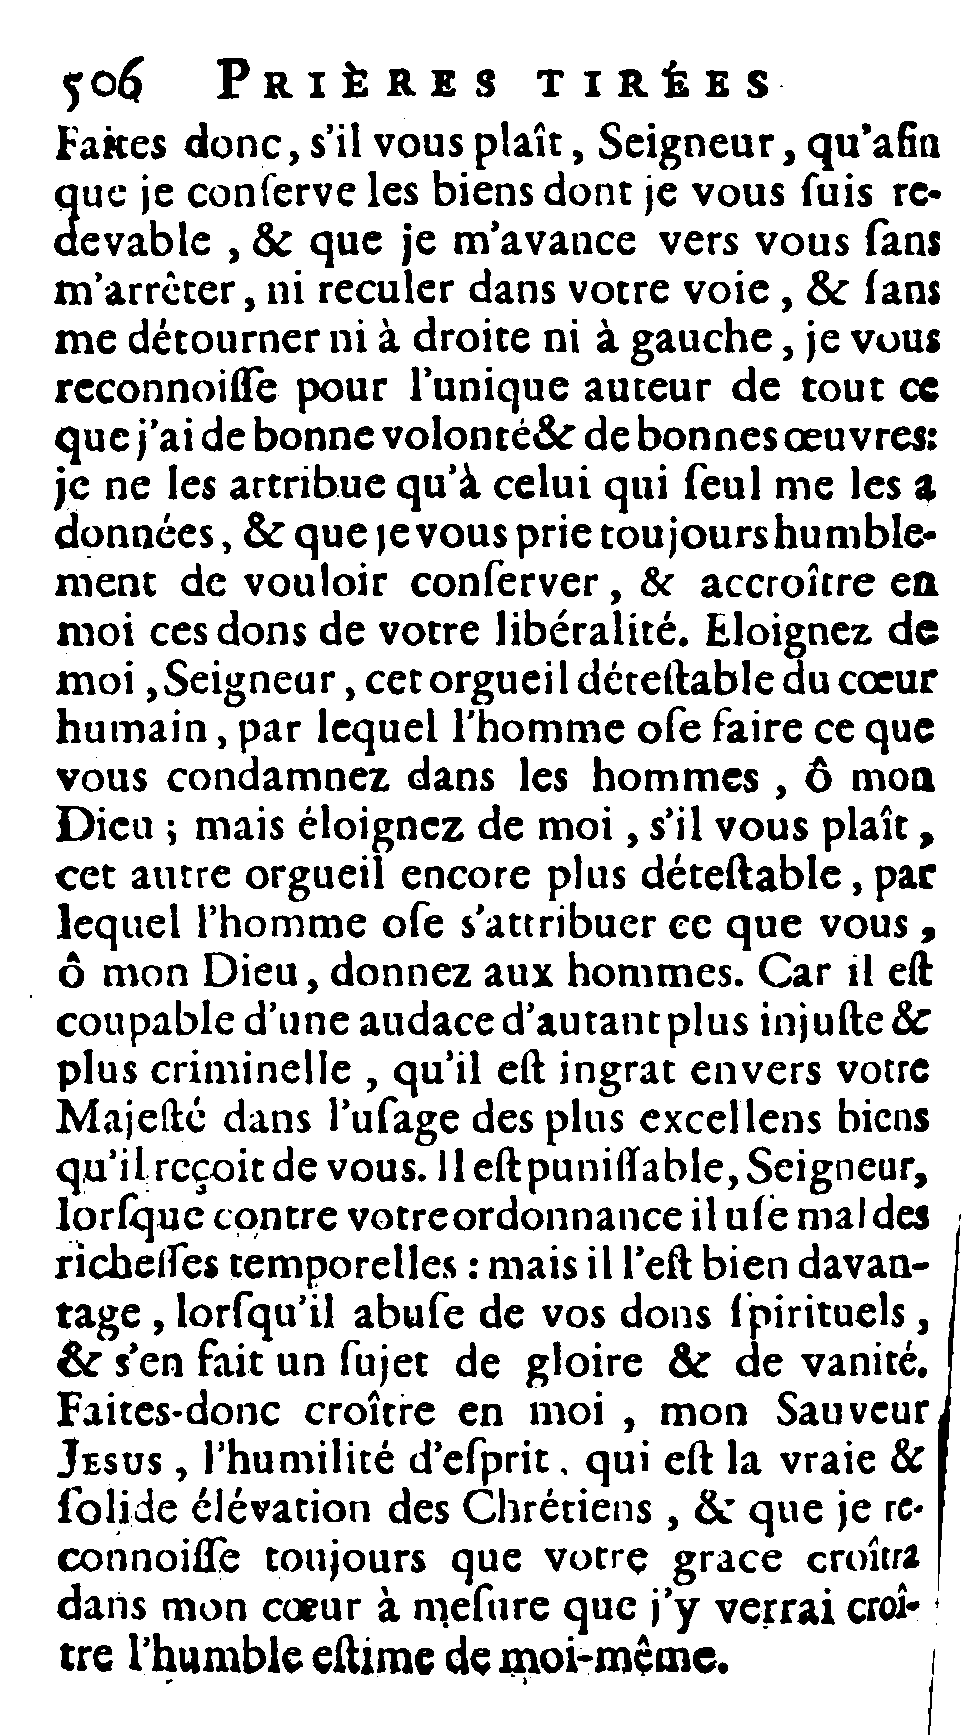 506 PRIÈRES TIRÉES
Faites donc, s'il vous plaît, Seigneur, qu'afin
que je conſerve les biens dont je vous ſuis re-
devable, & que je m'avance vers vous ſans
m'arrêter, ni reculer dans votre voie, & ſans
me détourner ni à droite ni à gauche, je vous
reconnoiſſe pour l'unique auteur de tout ce
que j'ai de bonne volonté & de bonnes œuvres:
je ne les attribue qu'à celui qui ſeul me les a
données, & que je vous prie toujours humble-
ment de vouloir conſerver, & accroître en
moi ces dons de votre libéralité. Eloignez de
moi, Seigneur, cet orgueil déteſtable du cœur
humain, par lequel l'homme oſe faire ce que
vous condamnez dans les hommes, ô mon
Dieu; mais éloignez de moi, s'il vous plaît,
cet autre orgueil encore plus déteſtable, par
lequel l'homme oſe s'attribuer ce que vous,
ô mon Dieu, donnez aux hommes. Car il eſt
coupable d'une audace d'autant plus injuſte &
plus criminelle, qu'il eſt ingrat envers votre
Majeſté dans l'uſage des plus excellens biens
qu'il reçoit de vous. Il eſt puniſſable, Seigneur,
lorſque contre votre ordonnance il uſe mal des
richeſſes temporelles: mais il l'eſt bien davan-
tage, lorſqu'il abuſe de vos dons ſpirituels,
& s'en fait un ſujet de gloire & de vanité.
Faites-donc croître en moi, mon Sauveur
JESUS, l'humilité d'eſprit, qui eſt la vraie &
ſolide élévation des Chrétiens, & que je re-
connoiſſe toujours que votre grace croîtra
dans mon cœur à meſure que j'y verrai croî-
tre l'humble eſtime de moi-même.